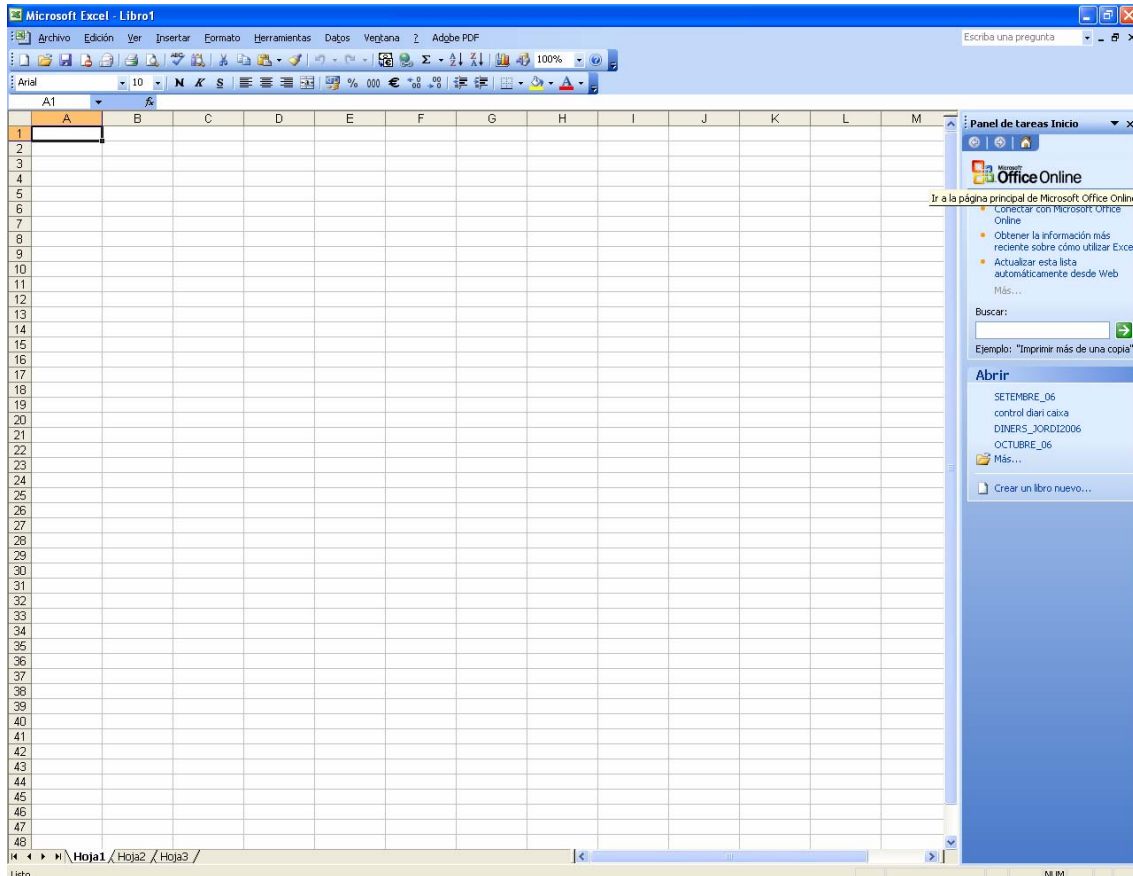 Microsoft Excel - Libro1
Archivo Edición Ver Insertar Formato Herramientas Datos Ventana ? Adobe PDF Escriba una pregunta
100%
Arial 10 N K S % 000 €
A1 fx
A B C D E F G H I J K L M
1
2
3
4
5
6
7
8
9
10
11
12
13
14
15
16
17
18
19
20
21
22
23
24
25
26
27
28
29
30
31
32
33
34
35
36
37
38
39
40
41
42
43
44
45
46
47
48
Panel de tareas Inicio
Microsoft
Office Online
Ir a la página principal de Microsoft Office Online
Conectar con Microsoft Office
Online
Obtener la información más
reciente sobre cómo utilizar Exce
Actualizar esta lista
automáticamente desde Web
Más...
Buscar:
Ejemplo: "Imprimir más de una copia"
Abrir
SETEMBRE_06
control diari caixa
DINERS_JORDI2006
OCTUBRE_06
Más...
Crear un libro nuevo...
Hoja1 Hoja2 Hoja3
Listo NUM